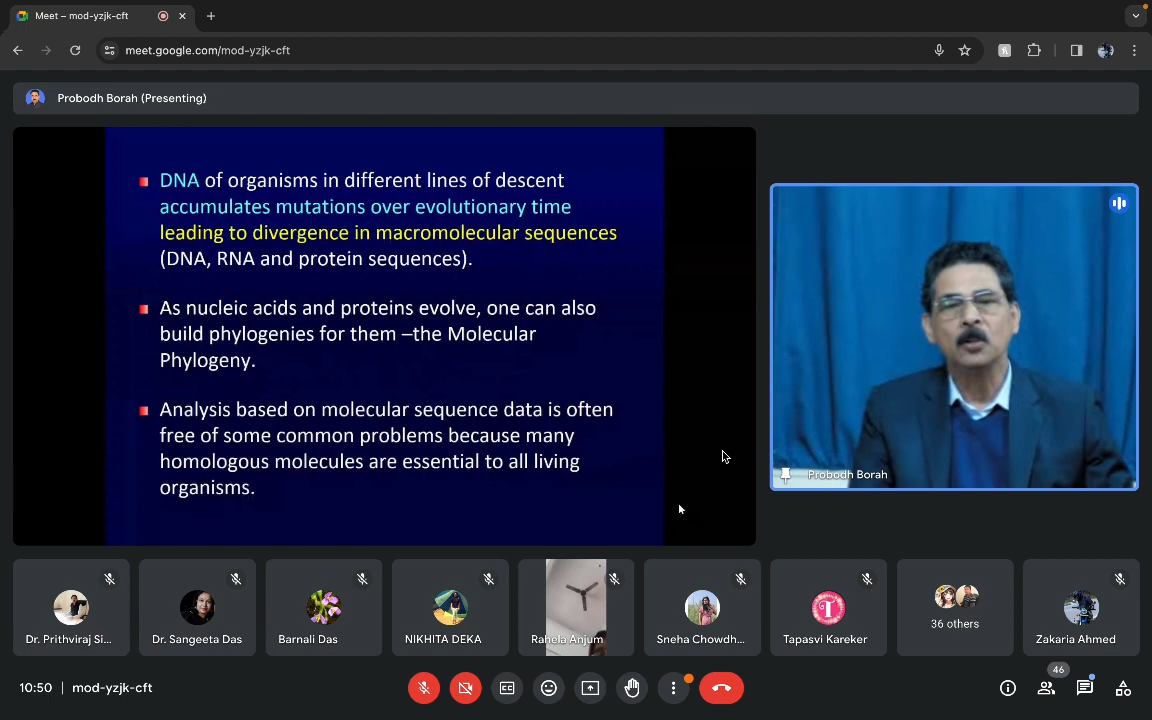 Meet – mod-yzjk-cft
meet.google.com/mod-yzjk-cft
Probodh Borah (Presenting)
DNA of organisms in different lines of descent
accumulates mutations over evolutionary time
leading to divergence in macromolecular sequences
(DNA, RNA and protein sequences).
As nucleic acids and proteins evolve, one can also
build phylogenies for them –the Molecular
Phylogeny.
Analysis based on molecular sequence data is often
free of some common problems because many
homologous molecules are essential to all living
organisms.
Probodh Borah
Dr. Prithviraj Si...
Dr. Sangeeta Das
Barnali Das
NIKHITA DEKA
Rahela Anjum
Sneha Chowdh...
Tapasvi Kareker
36 others
Zakaria Ahmed
10:50 | mod-yzjk-cft
46